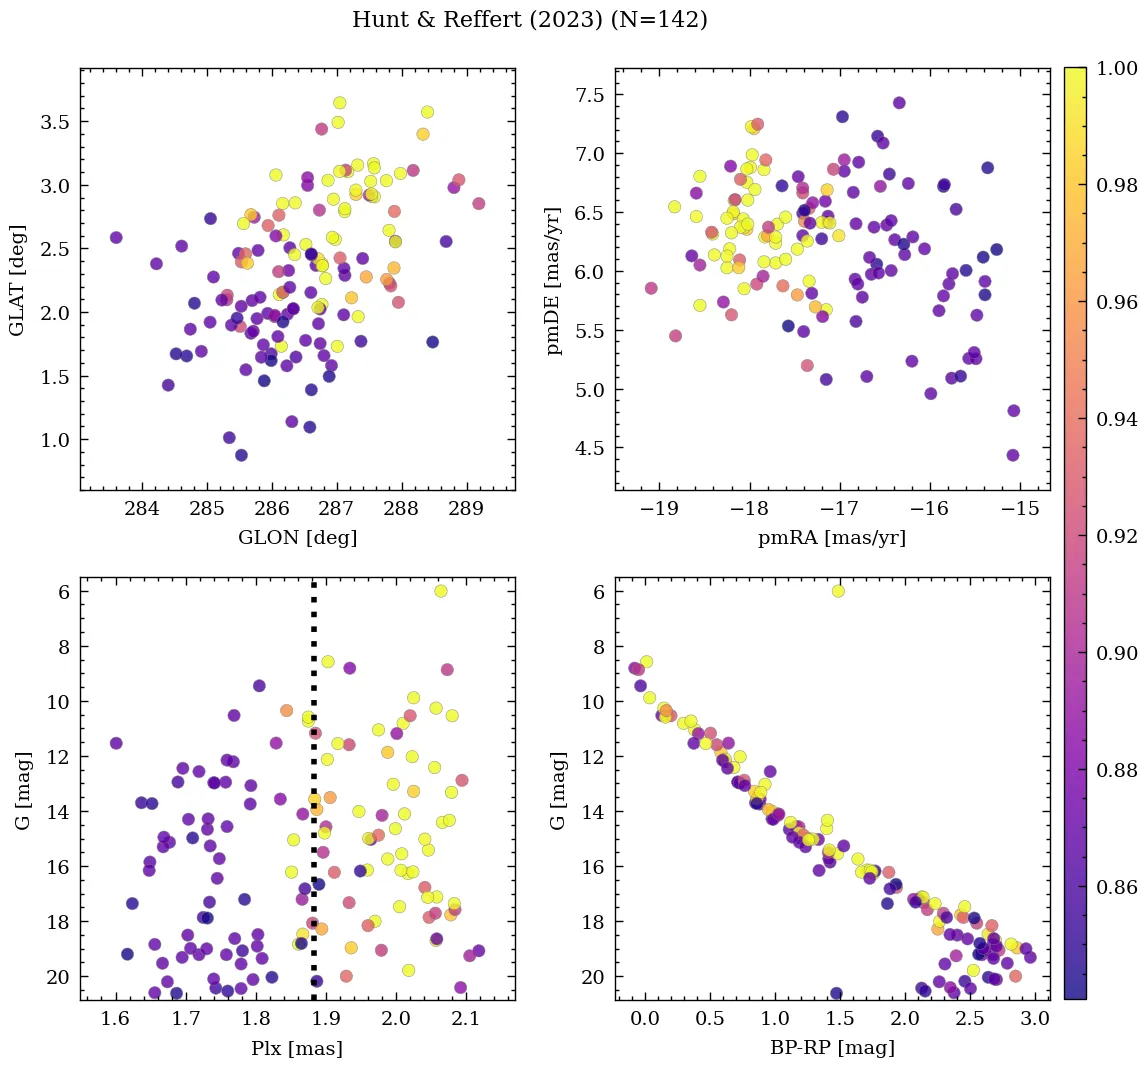 Hunt & Reffert (2023) (N=142)
3.5
3.0
2.5
2.0
1.5
1.0
GLAT [deg]
284 285 286 287 288 289
GLON [deg]
7.5
7.0
6.5
6.0
5.5
5.0
4.5
pmDE [mas/yr]
−19 −18 −17 −16 −15
pmRA [mas/yr]
1.00
0.98
0.96
0.94
0.92
0.90
0.88
0.86
6
8
10
12
14
16
18
20
G [mag]
1.6 1.7 1.8 1.9 2.0 2.1
Plx [mas]
6
8
10
12
14
16
18
20
G [mag]
0.0 0.5 1.0 1.5 2.0 2.5 3.0
BP-RP [mag]